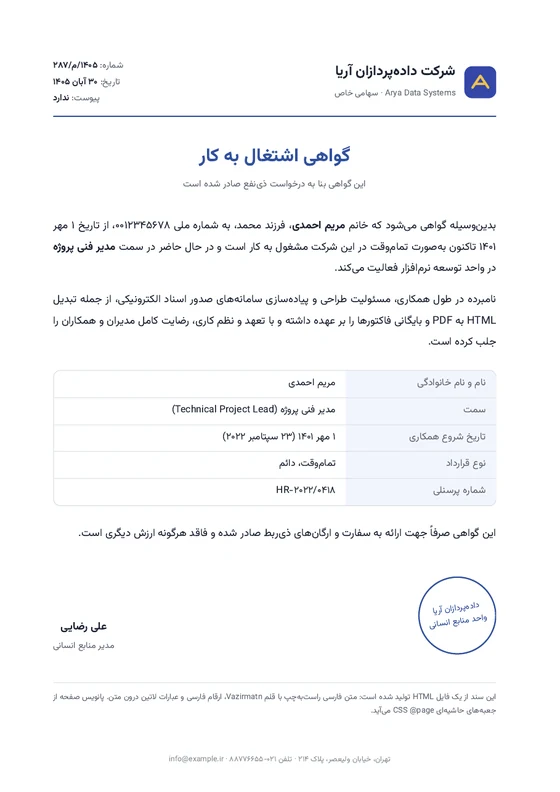 شرکت داده‌پردازان آریا
Arya Data Systems · سهامی خاص
شماره: ۱۴۰۵/م/۲۸۷
تاریخ: ۳۰ آبان ۱۴۰۵
پیوست: ندارد
گواهی اشتغال به کار
این گواهی بنا به درخواست ذی‌نفع صادر شده است
بدین‌وسیله گواهی می‌شود که خانم مریم احمدی، فرزند محمد، به شماره ملی ۰۰۱۲۳۴۵۶۷۸، از تاریخ ۱ مهر
۱۴۰۱ تاکنون به‌صورت تمام‌وقت در این شرکت مشغول به کار است و در حال حاضر در سمت مدیر فنی پروژه
در واحد توسعه نرم‌افزار فعالیت می‌کند.
نامبرده در طول همکاری، مسئولیت طراحی و پیاده‌سازی سامانه‌های صدور اسناد الکترونیکی، از جمله تبدیل
HTML به PDF و بایگانی فاکتورها را بر عهده داشته و با تعهد و نظم کاری، رضایت کامل مدیران و همکاران را
جلب کرده است.
نام و نام خانوادگی مریم احمدی
سمت مدیر فنی پروژه (Technical Project Lead)
تاریخ شروع همکاری ۱ مهر ۱۴۰۱ (۲۳ سپتامبر ۲۰۲۲)
نوع قرارداد تمام‌وقت، دائم
شماره پرسنلی HR-۲۰۲۲/۰۴۱۸
این گواهی صرفاً جهت ارائه به سفارت و ارگان‌های ذی‌ربط صادر شده و فاقد هرگونه ارزش دیگری است.
داده‌پردازان آریا
واحد منابع انسانی
علی رضایی
مدیر منابع انسانی
این سند از یک فایل HTML تولید شده است: متن فارسی راست‌به‌چپ با قلم Vazirmatn، ارقام فارسی و عبارات لاتین درون متن. پانویس صفحه از
جعبه‌های حاشیه‌ای CSS @page می‌آید.
تهران، خیابان ولیعصر، پلاک ۲۱۴ · تلفن ۰۲۱-۸۸۷۷۶۶۵۵ · info@example.ir